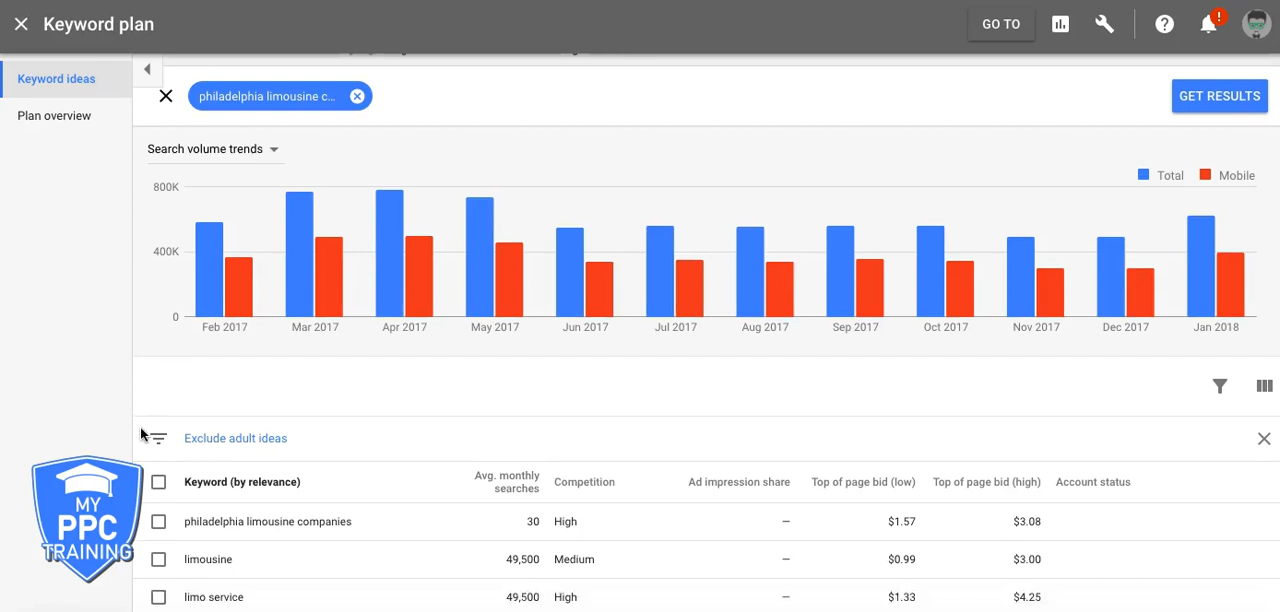 Keyword plan
GO TO
!
Keyword ideas
Plan overview
philadelphia limousine c...
GET RESULTS
Search volume trends
Total Mobile
800K
400K
0
Feb 2017 Mar 2017 Apr 2017 May 2017 Jun 2017 Jul 2017 Aug 2017 Sep 2017 Oct 2017 Nov 2017 Dec 2017 Jan 2018
Exclude adult ideas
Keyword (by relevance) Avg. monthly searches Competition Ad impression share Top of page bid (low) Top of page bid (high) Account status
philadelphia limousine companies 30 High – $1.57 $3.08
limousine 49,500 Medium – $0.99 $3.00
limo service 49,500 High – $1.33 $4.25
MY
PPC
TRAINING